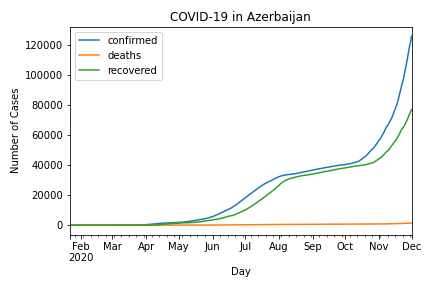 COVID-19 in Azerbaijan
confirmed
deaths
recovered
Number of Cases
120000
100000
80000
60000
40000
20000
0
Feb Mar Apr May Jun Jul Aug Sep Oct Nov Dec
2020
Day